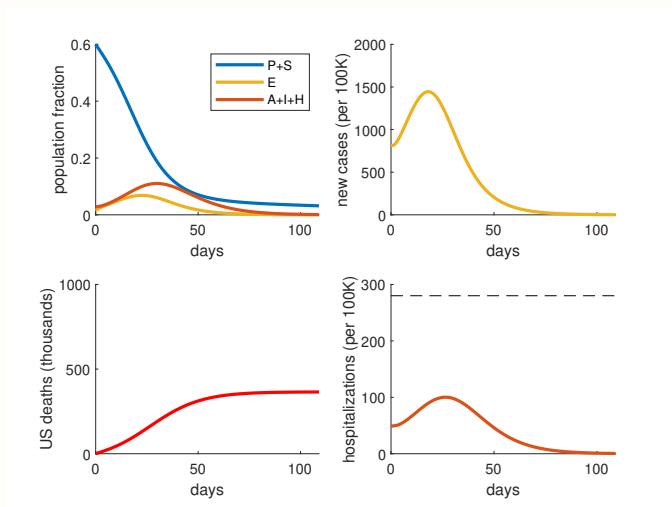 population fraction
0.6
0.4
0.2
0
0 50 100
days
P+S
E
A+I+H
new cases (per 100K)
2000
1500
1000
500
0
0 50 100
days
US deaths (thousands)
1000
500
0
0 50 100
days
hospitalizations (per 100K)
300
200
100
0
0 50 100
days